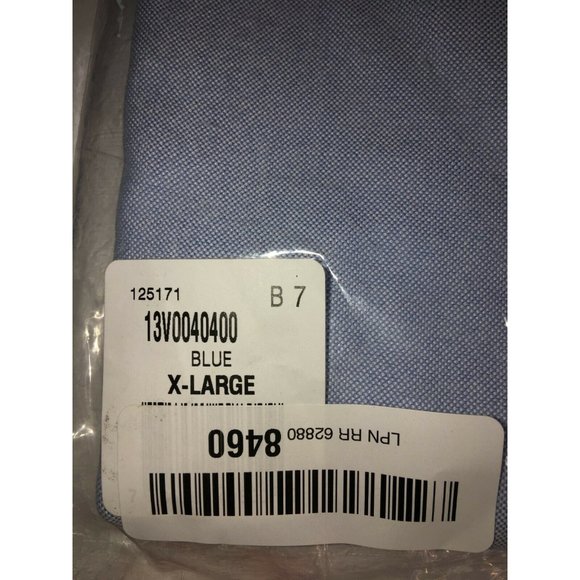 125171 B 7
13V0040400
BLUE
X-LARGE
LPN RR 62880
8460